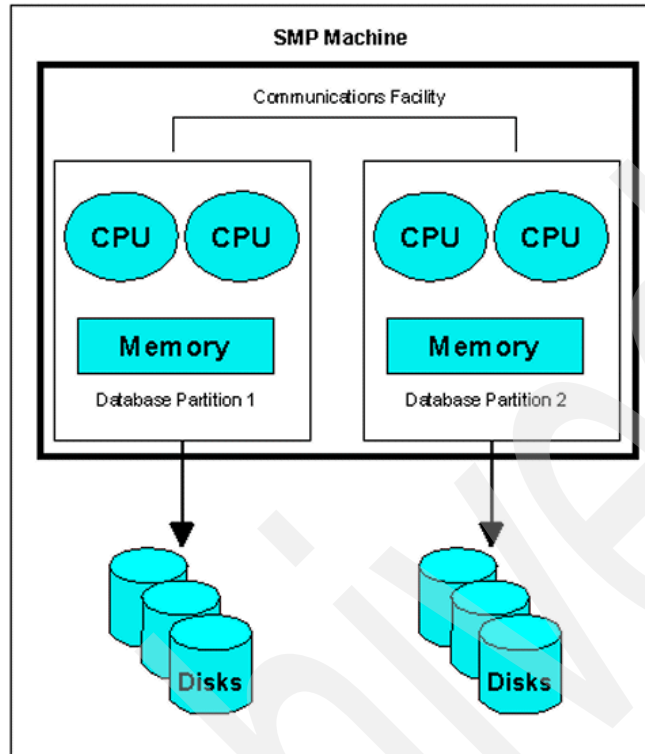 SMP Machine
Communications Facility
CPU CPU CPU CPU
Memory Memory
Database Partition 1 Database Partition 2
Disks Disks